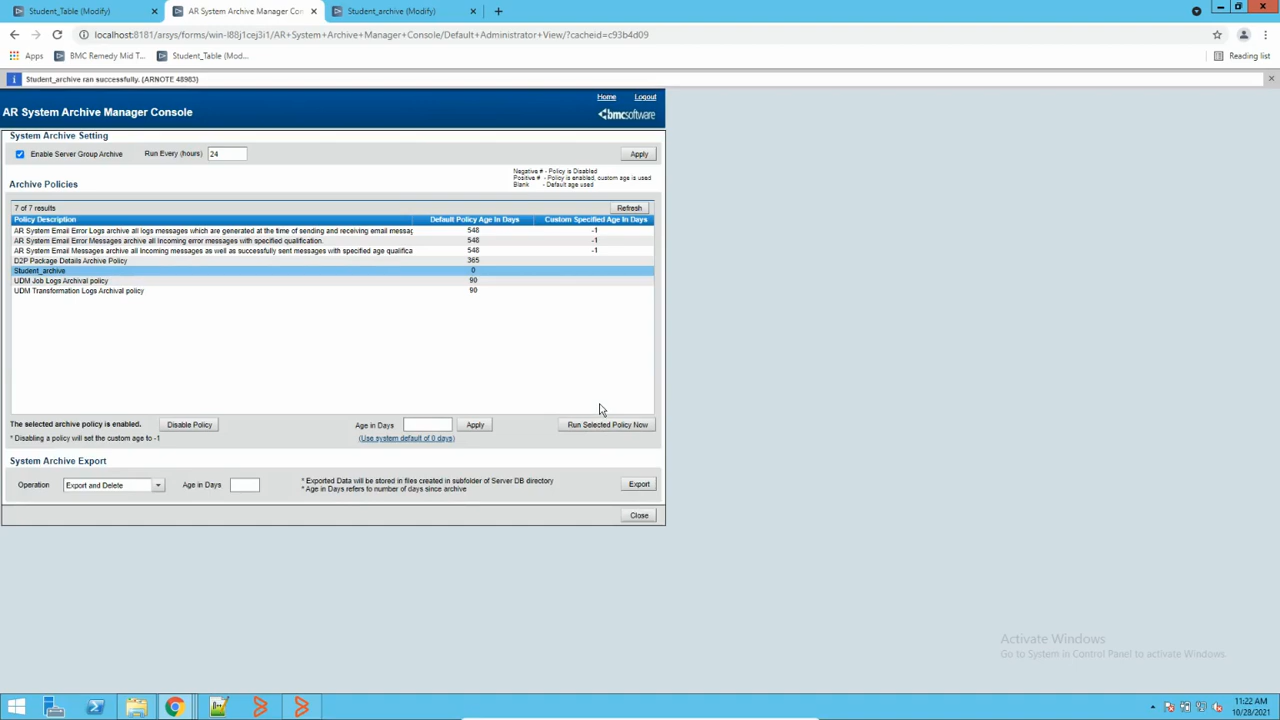 Student_Table (Modify)
AR System Archive Manager Con
Student_archive (Modify)
localhost:8181/arsys/forms/win-l88j1cej3i1/AR+System+Archive+Manager+Console/Default+Administrator+View/?cacheid=c93b4d09
Apps
BMC Remedy Mid T...
Student_Table (Mod...
Reading list
Student_archive ran successfully. (ARNOTE 48983)
Home
Logout
AR System Archive Manager Console
bmcsoftware
System Archive Setting
Enable Server Group Archive
Run Every (hours)
24
Apply
Negative # - Policy is Disabled
Positive # - Policy is enabled, custom age is used
Blank - Default age used
Archive Policies
7 of 7 results
Refresh
Policy Description Default Policy Age In Days Custom Specified Age In Days
AR System Email Error Logs archive all logs messages which are generated at the time of sending and receiving email messag 548 -1
AR System Email Error Messages archive all Incoming error messages with specified qualification. 548 -1
AR System Email Messages archive all Incoming messages as well as successfully sent messages with specified age qualifica 548 -1
D2P Package Details Archive Policy 365
Student_archive 0
UDM Job Logs Archival policy 90
UDM Transformation Logs Archival policy 90
The selected archive policy is enabled.
Disable Policy
Age in Days
Apply
Run Selected Policy Now
* Disabling a policy will set the custom age to -1
(Use system default of 0 days)
System Archive Export
Operation
Export and Delete
Age in Days
* Exported Data will be stored in files created in subfolder of Server DB directory
* Age in Days refers to number of days since archive
Export
Close
Activate Windows
Go to System in Control Panel to activate Windows.
11:22 AM
10/28/2021